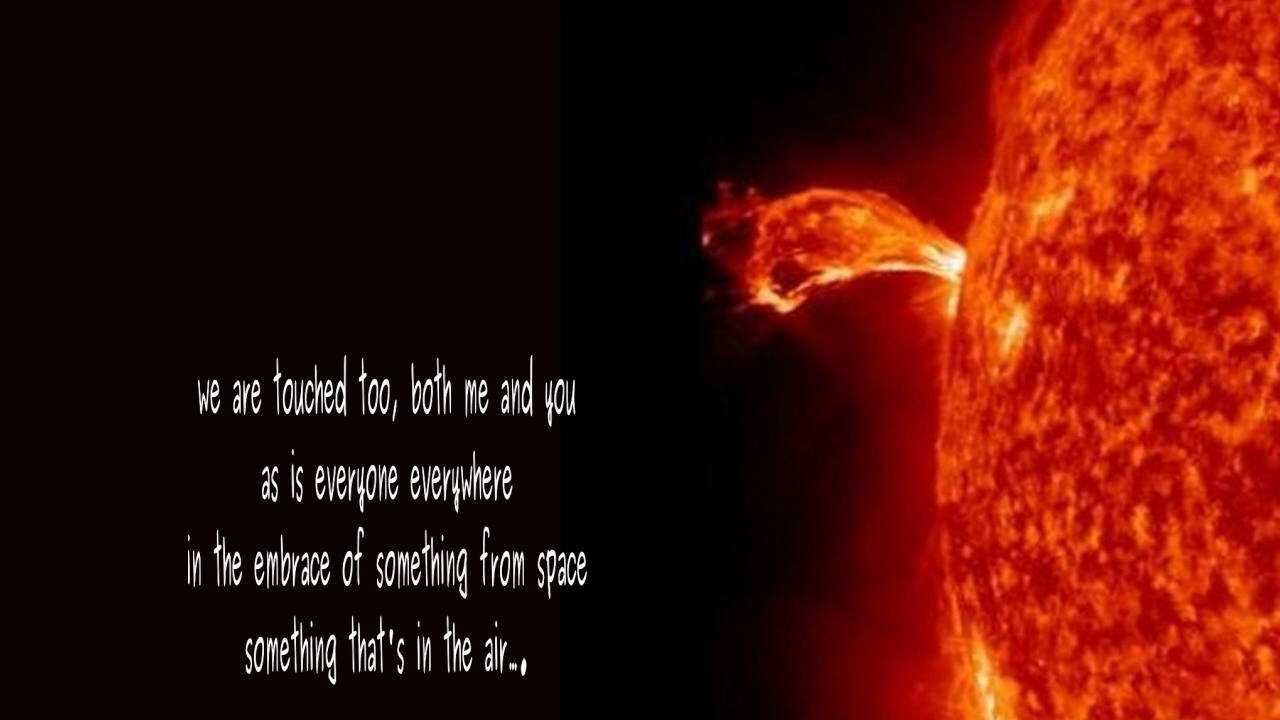 we are touched too, both me and you
as is everyone everywhere
in the embrace of something from space
something that's in the air....